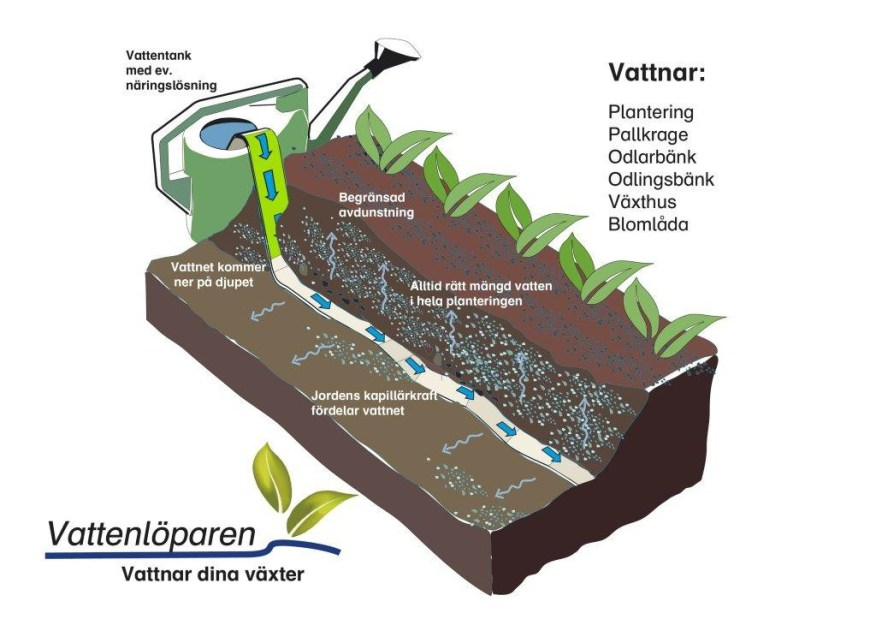 Vattentank
med ev.
näringslösning
Vattnar:
Plantering
Pallkrage
Odlarbänk
Odlingsbänk
Växthus
Blomlåda
Begränsad
avdunstning
Vattnet kommer
ner på djupet
Alltid rätt mängd vatten
i hela planteringen
Jordens kapillärkraft
fördelar vattnet
Vattenlöparen
Vattnar dina växter